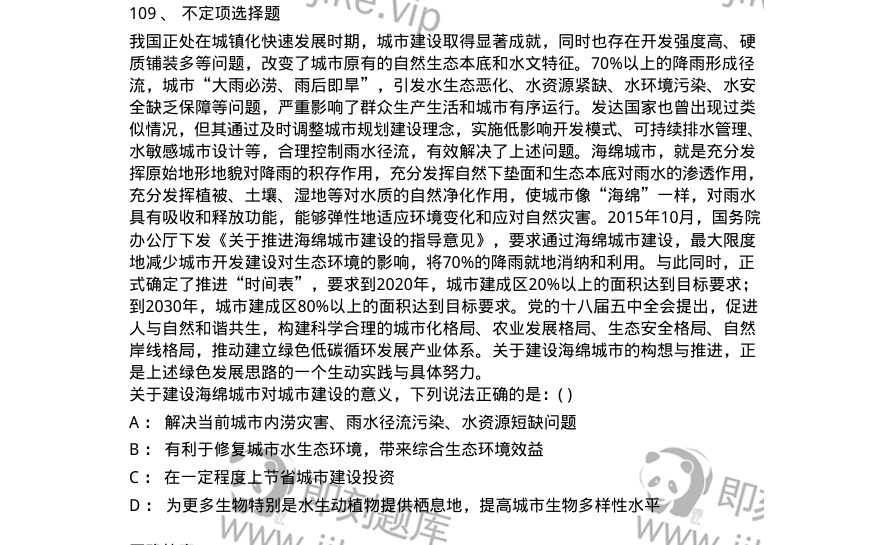 jike.vip
109 、 不定项选择题
我国正处在城镇化快速发展时期，城市建设取得显著成就，同时也存在开发强度高、硬
质铺装多等问题，改变了城市原有的自然生态本底和水文特征。70%以上的降雨形成径
流，城市“大雨必涝、雨后即旱”，引发水生态恶化、水资源紧缺、水环境污染、水安
全缺乏保障等问题，严重影响了群众生产生活和城市有序运行。发达国家也曾出现过类
似情况，但其通过及时调整城市规划建设理念，实施低影响开发模式、可持续排水管理、
水敏感城市设计等，合理控制雨水径流，有效解决了上述问题。海绵城市，就是充分发
挥原始地形地貌对降雨的积存作用，充分发挥自然下垫面和生态本底对雨水的渗透作用，
充分发挥植被、土壤、湿地等对水质的自然净化作用，使城市像“海绵”一样，对雨水
具有吸收和释放功能，能够弹性地适应环境变化和应对自然灾害。2015年10月，国务院
办公厅下发《关于推进海绵城市建设的指导意见》，要求通过海绵城市建设，最大限度
地减少城市开发建设对生态环境的影响，将70%的降雨就地消纳和利用。与此同时，正
式确定了推进“时间表”，要求到2020年，城市建成区20%以上的面积达到目标要求；
到2030年，城市建成区80%以上的面积达到目标要求。党的十八届五中全会提出，促进
人与自然和谐共生，构建科学合理的城市化格局、农业发展格局、生态安全格局、自然
岸线格局，推动建立绿色低碳循环发展产业体系。关于建设海绵城市的构想与推进，正
是上述绿色发展思路的一个生动实践与具体努力。
关于建设海绵城市对城市建设的意义，下列说法正确的是：( )
A ： 解决当前城市内涝灾害、雨水径流污染、水资源短缺问题
B ： 有利于修复城市水生态环境，带来综合生态环境效益
C ： 在一定程度上节省城市建设投资
D ： 为更多生物特别是水生动植物提供栖息地，提高城市生物多样性水平
即刻题库
即